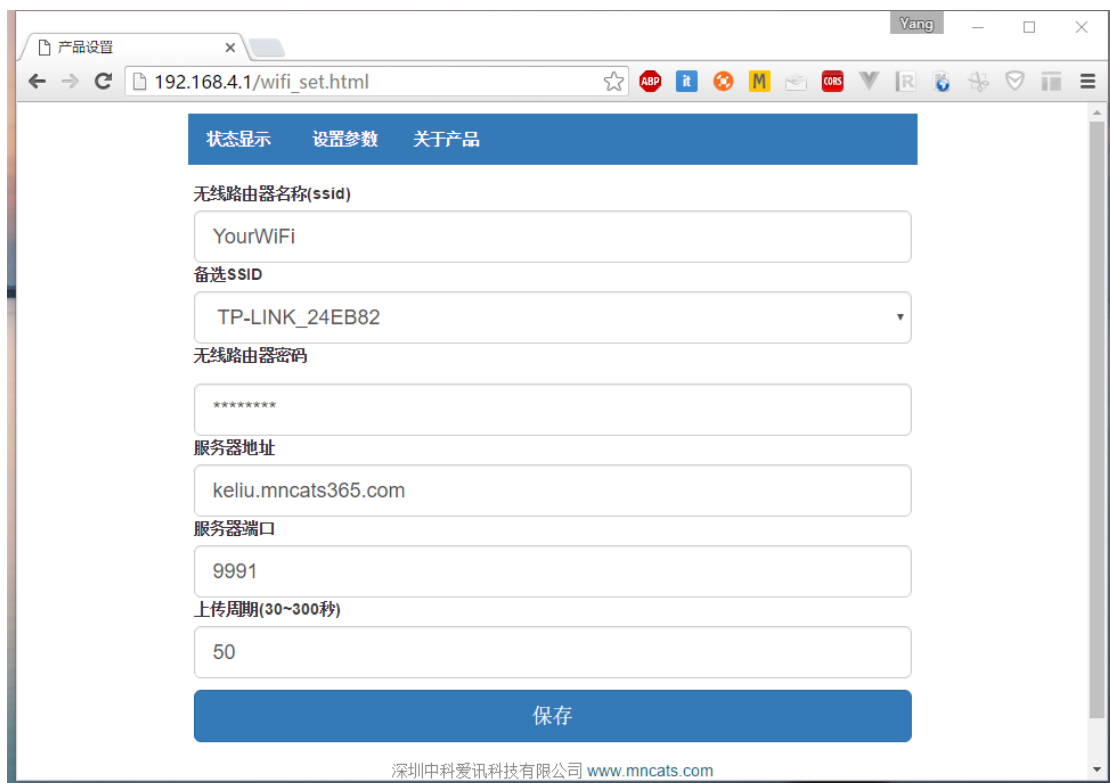 Yang
产品设置
192.168.4.1/wifi_set.html
ABP it M CORS R
状态显示 设置参数 关于产品
无线路由器名称(ssid)
YourWiFi
备选SSID
TP-LINK_24EB82
无线路由器密码
********
服务器地址
keliu.mncats365.com
服务器端口
9991
上传周期(30~300秒)
50
保存
深圳中科爱讯科技有限公司 www.mncats.com